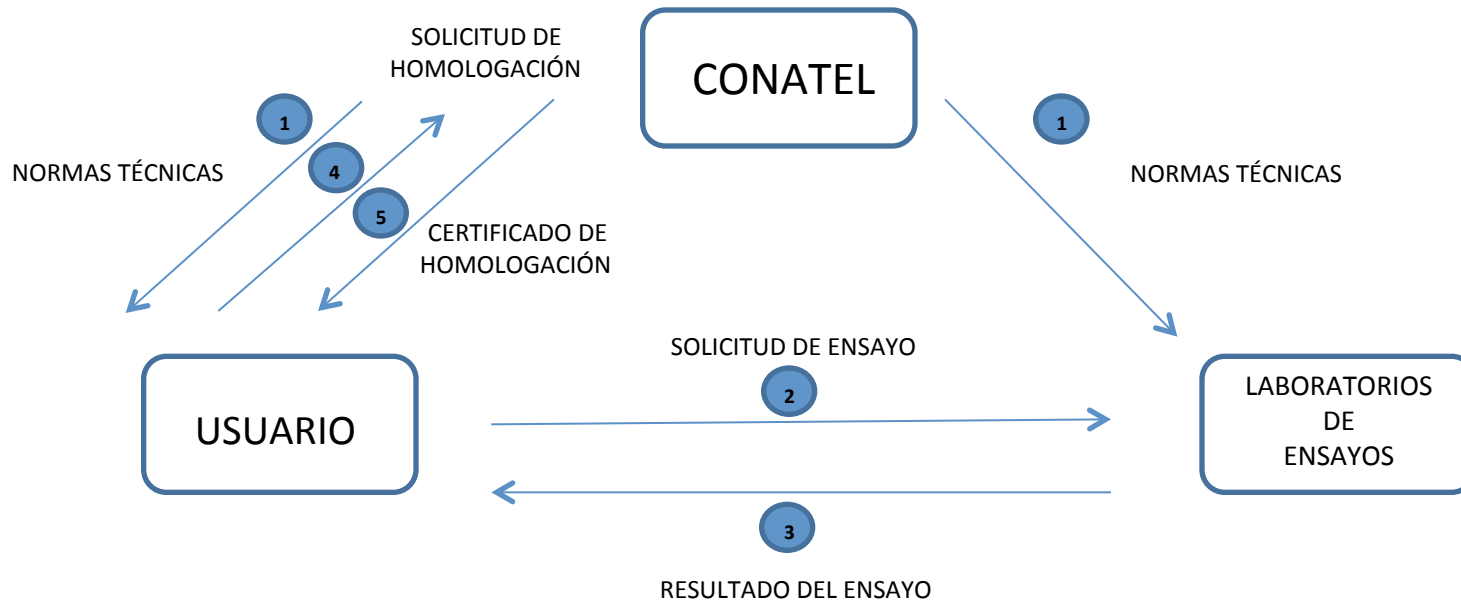 SOLICITUD DE
HOMOLOGACIÓN
CONATEL
1
1
NORMAS TÉCNICAS
4
NORMAS TÉCNICAS
5
CERTIFICADO DE
HOMOLOGACIÓN
SOLICITUD DE ENSAYO
2
USUARIO
LABORATORIOS
DE
ENSAYOS
3
RESULTADO DEL ENSAYO